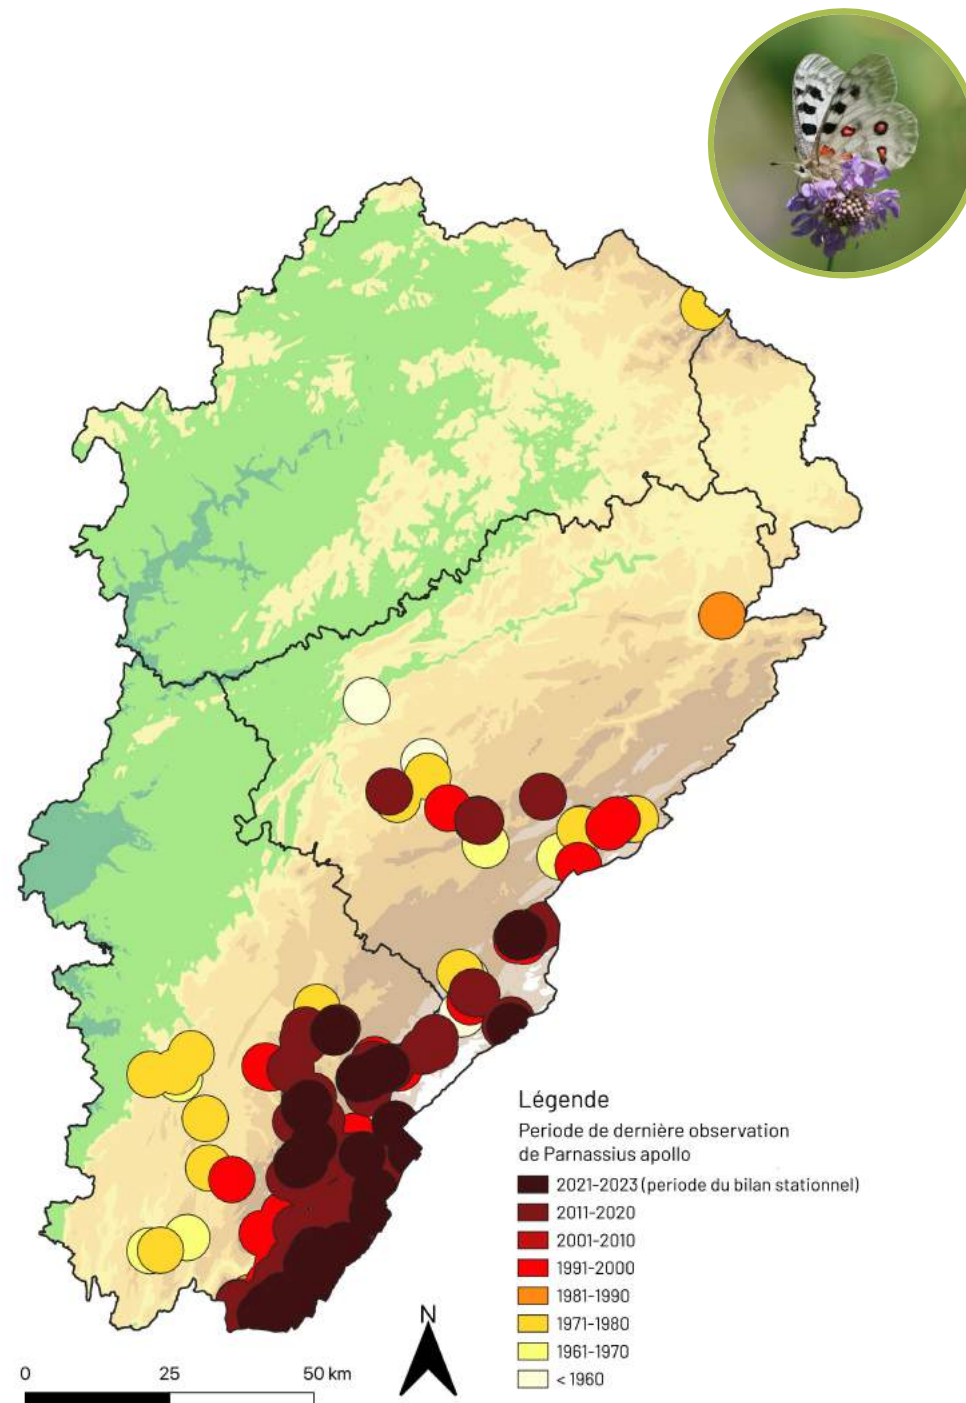 Légende
Periode de dernière observation
de Parnassius apollo
2021-2023 (periode du bilan stationnel)
2011-2020
2001-2010
1991-2000
1981-1990
1971-1980
1961-1970
< 1960
N
0 25 50 km